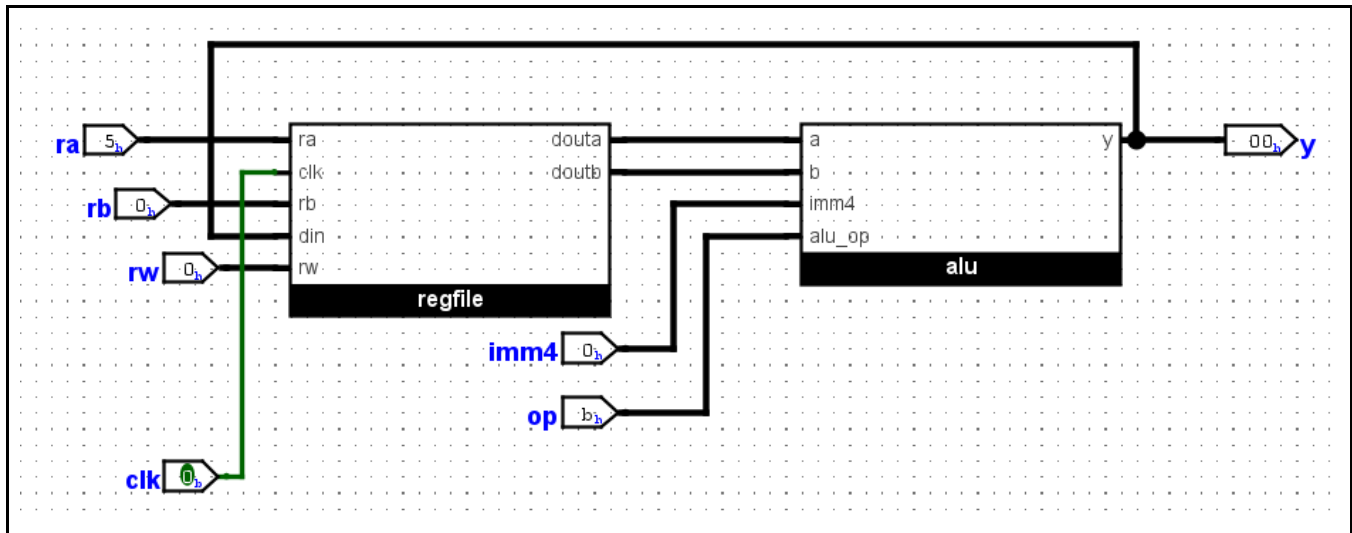 ra 5h ra douta a y 00h y
clk doutb b
rb 0h rb imm4
din alu_op
rw 0h rw alu
regfile
imm4 0h
op bh
clk 0b